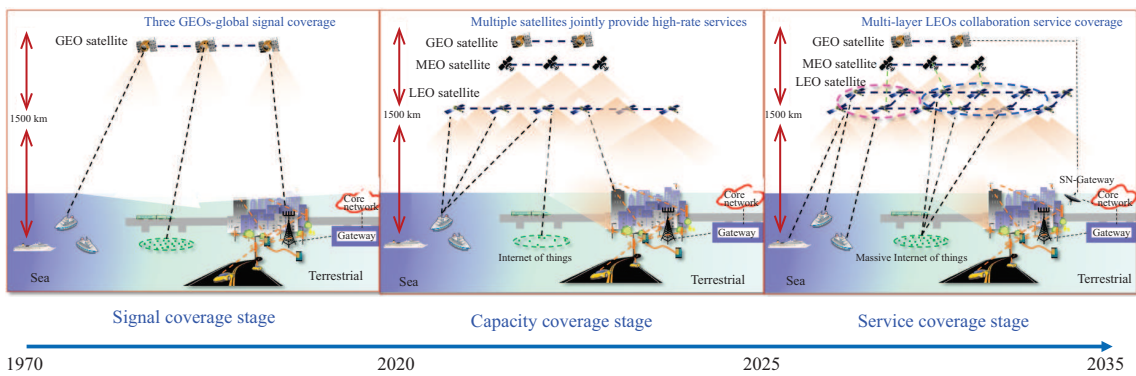 Three GEOs-global signal coverage
GEO satellite
1500 km
Core
network
Gateway
Sea
Terrestrial
Multiple satellites jointly provide high-rate services
GEO satellite
MEO satellite
LEO satellite
1500 km
Core
network
Gateway
Internet of things
Sea
Terrestrial
Multi-layer LEOs collaboration service coverage
GEO satellite
MEO satellite
LEO satellite
1500 km
SN-Gateway
Core
network
Gateway
Massive Internet of things
Sea
Terrestrial
Signal coverage stage
Capacity coverage stage
Service coverage stage
1970
2020
2025
2035